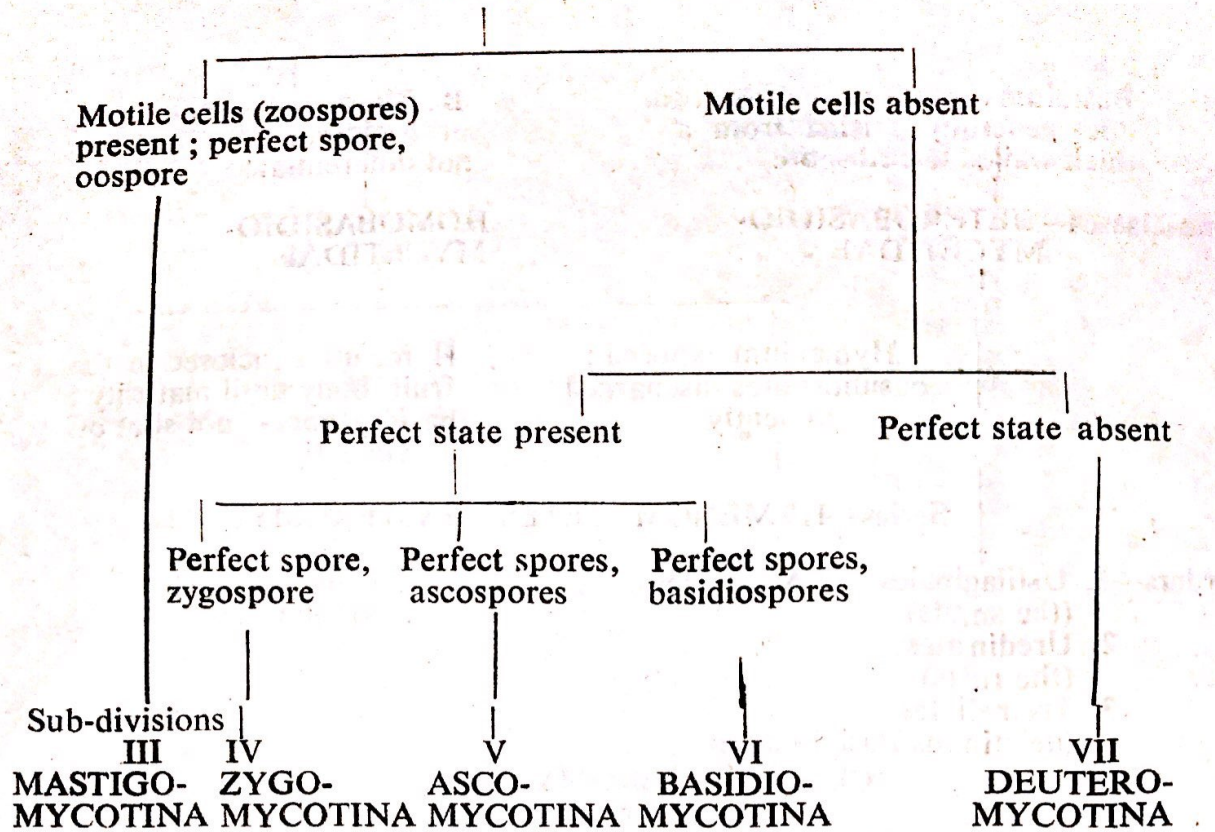 Motile cells (zoospores)
present ; perfect spore,
oospore
Motile cells absent
Perfect state present
Perfect state absent
Perfect spore,
zygospore
Perfect spores,
ascospores
Perfect spores,
basidiospores
Sub-divisions
III
MASTIGO-
MYCOTINA
IV
ZYGO-
MYCOTINA
V
ASCO-
MYCOTINA
VI
BASIDIO-
MYCOTINA
VII
DEUTERO-
MYCOTINA